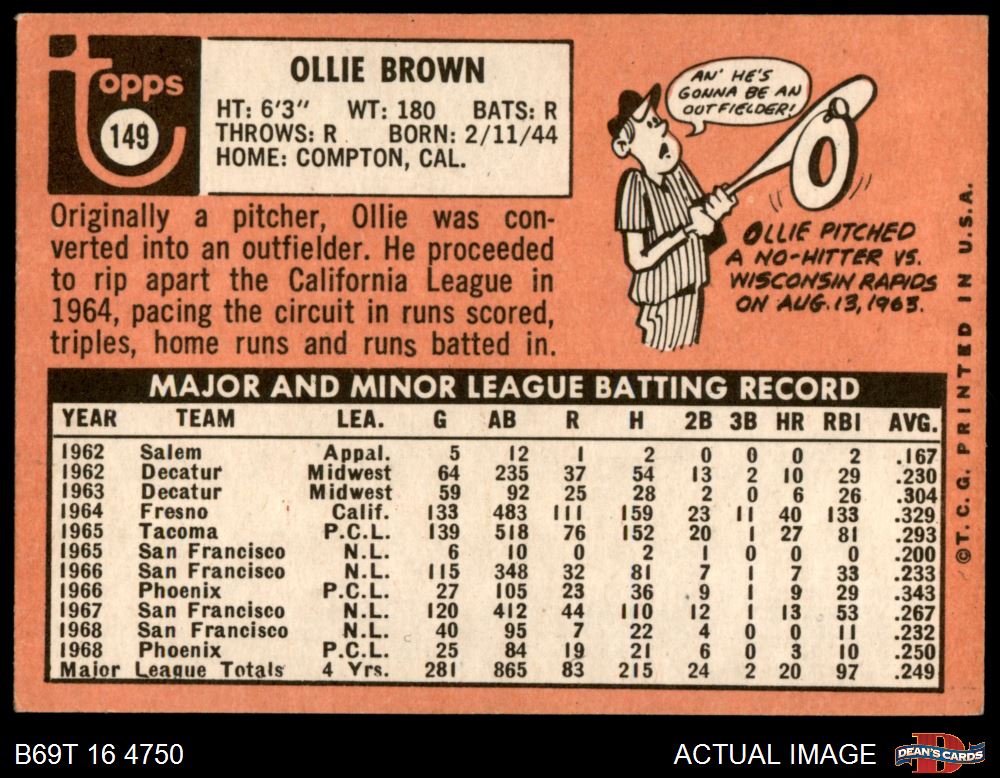 Topps
149
OLLIE BROWN
HT: 6'3" WT: 180 BATS: R
THROWS: R BORN: 2/11/44
HOME: COMPTON, CAL.
AN' HE'S
GONNA BE AN
OUTFIELDER!
O
OLLIE PITCHED
A NO-HITTER VS.
WISCONSIN RAPIDS
ON AUG. 13, 1963.
Originally a pitcher, Ollie was con-
verted into an outfielder. He proceeded
to rip apart the California League in
1964, pacing the circuit in runs scored,
triples, home runs and runs batted in.
MAJOR AND MINOR LEAGUE BATTING RECORD
YEAR TEAM LEA. G AB R H 2B 3B HR RBI AVG.
1962 Salem Appal. 5 12 1 2 0 0 0 2 .167
1962 Decatur Midwest 64 235 37 54 13 2 10 29 .230
1963 Decatur Midwest 59 92 25 28 2 0 6 26 .304
1964 Fresno Calif. 133 483 111 159 23 11 40 133 .329
1965 Tacoma P.C.L. 139 518 76 152 20 1 27 81 .293
1965 San Francisco N.L. 6 10 0 2 1 0 0 0 .200
1966 San Francisco N.L. 115 348 32 81 7 1 7 33 .233
1966 Phoenix P.C.L. 27 105 23 36 9 1 9 29 .343
1967 San Francisco N.L. 120 412 44 110 12 1 13 53 .267
1968 San Francisco N.L. 40 95 7 22 4 0 0 11 .232
1968 Phoenix P.C.L. 25 84 19 21 6 0 3 10 .250
Major League Totals 4 Yrs. 281 865 83 215 24 2 20 97 .249
©T.C.G. PRINTED IN U.S.A.
B69T 16 4750
ACTUAL IMAGE
D
DEAN'S CARDS